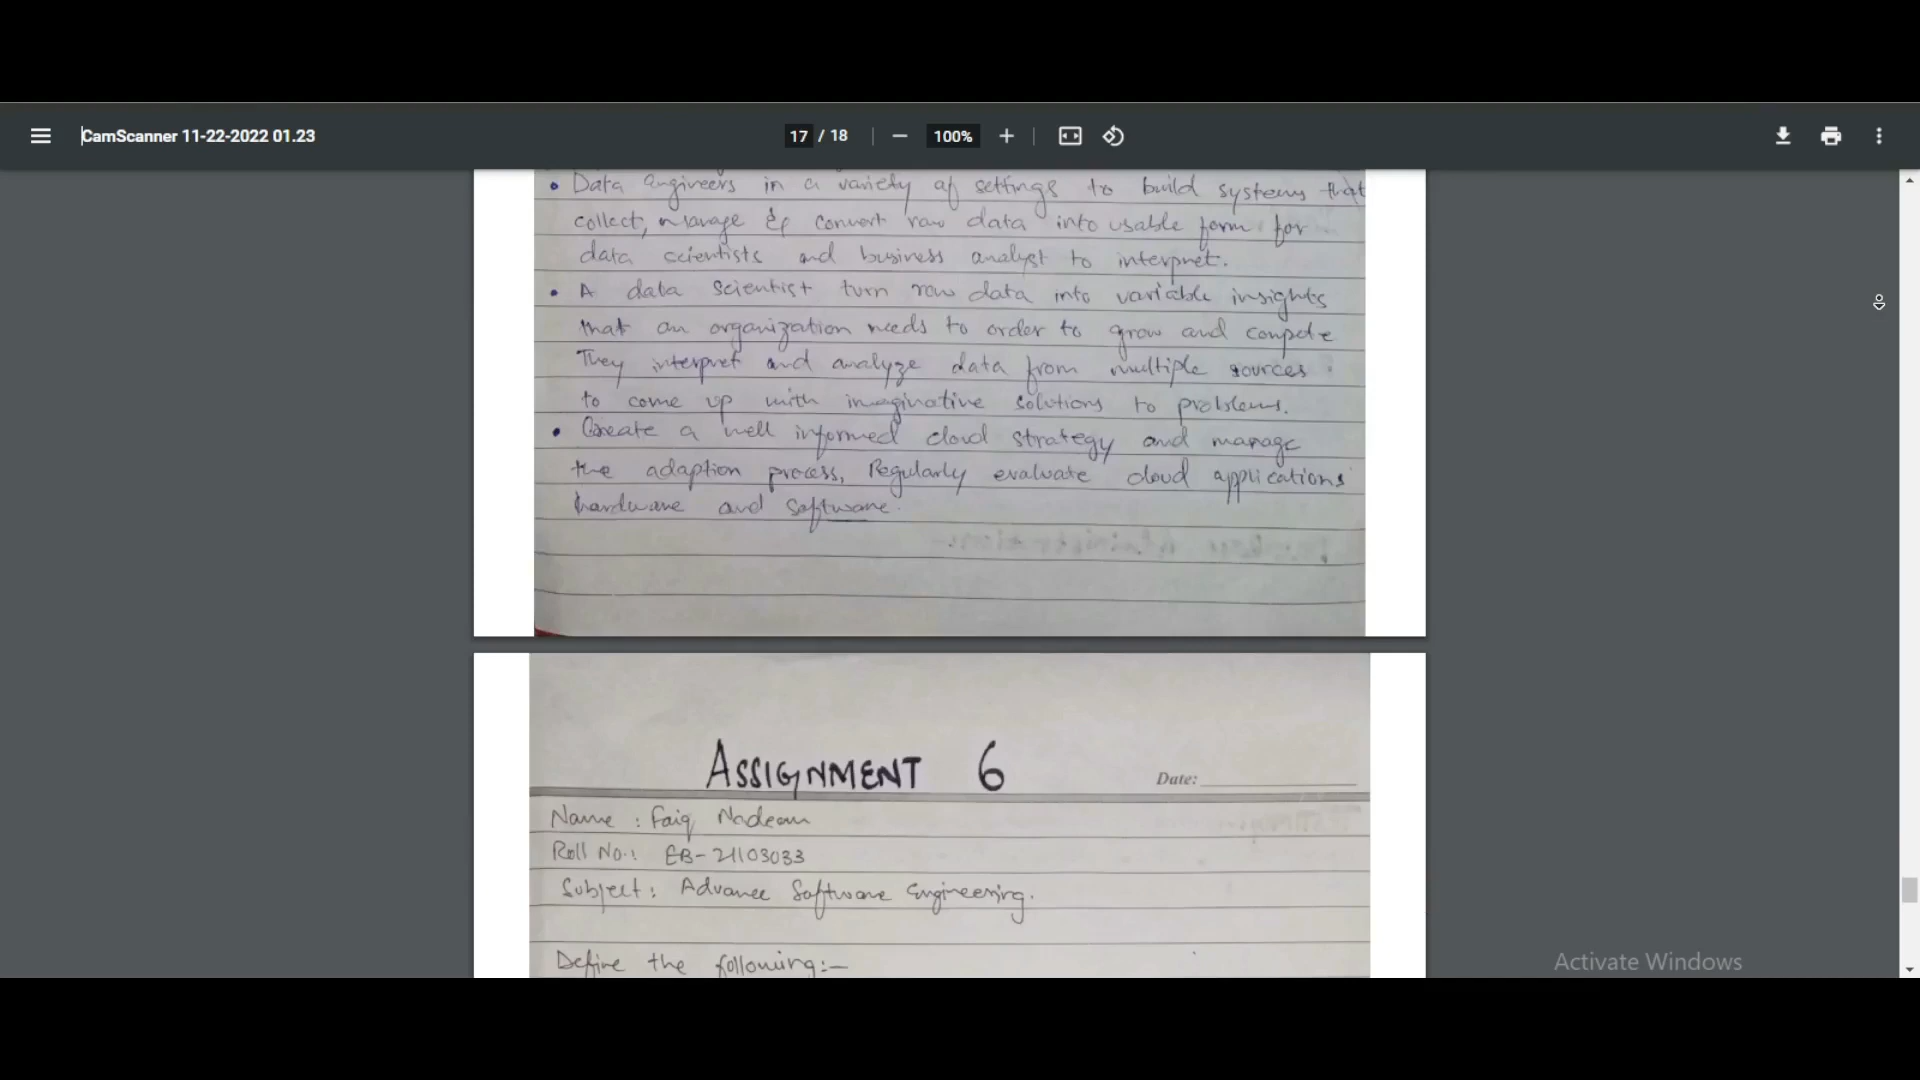 CamScanner 11-22-2022 01.23
17 / 18
100%
• Data engineers in a variety of settings to build systems that
collect, manage & convert raw data into usable form for
data scientists and business analyst to interpret.
• A data scientist turn raw data into variable insights
that an organization needs to order to grow and compete
They interpret and analyze data from multiple sources
to come up with imaginative solutions to problems.
• Create a well informed cloud strategy and manage
the adaption process, Regularly evaluate cloud applications
hardware and software.
ASSIGNMENT 6
Date:
Name : Faiq Nadeem
Roll No.: EB-21103033
Subject: Advance Software Engineering.
Define the following:-
Activate Windows